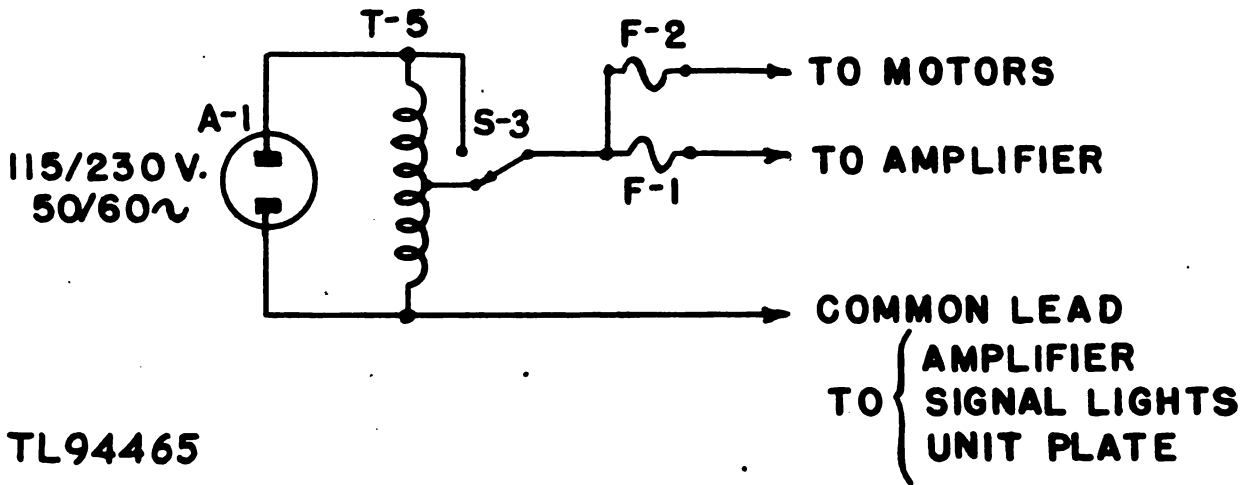 T-5
F-2
TO MOTORS
A-1
S-3
115/230 V.
50/60~
TO AMPLIFIER
F-1
COMMON LEAD
TO { AMPLIFIER
SIGNAL LIGHTS
UNIT PLATE
TL94465